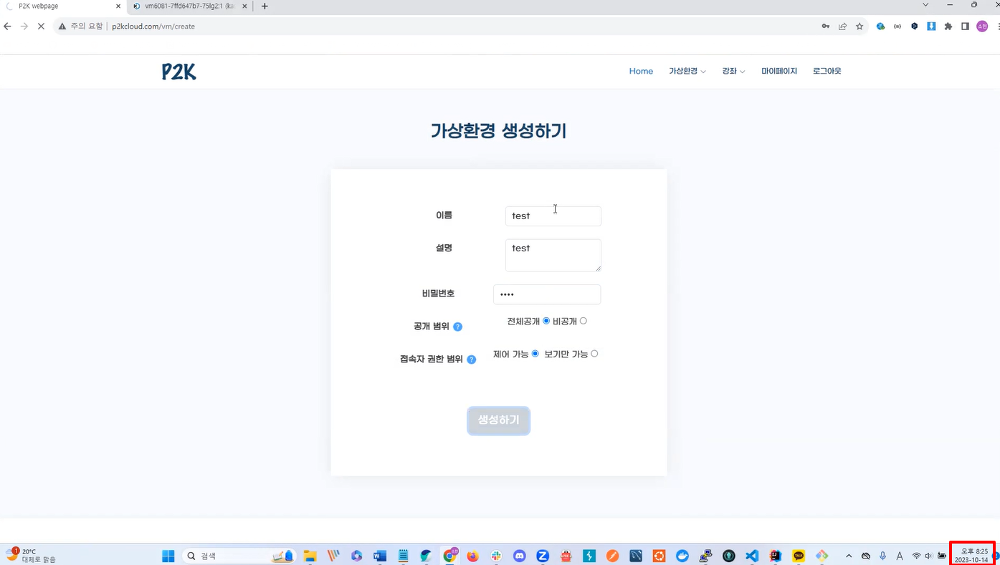 P2K webpage
vm6081-7ffd647b7-75lg2:1 (ka
주의 요함 p2kcloud.com/vm/create
소현
P2K
Home 가상환경 강좌 마이페이지 로그아웃
가상환경 생성하기
이름 test
설명 test
비밀번호 ••••
공개 범위 ? 전체공개 비공개
접속자 권한 범위 ? 제어 가능 보기만 가능
생성하기
1 20°C
대체로 맑음
검색
A
오후 8:25
2023-10-14